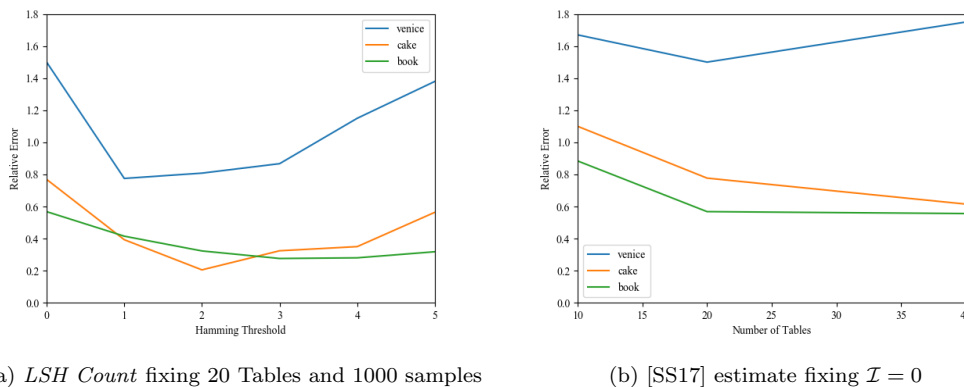 1.8
1.6
1.4
1.2
1.0
0.8
0.6
0.4
0.2
0.0
Relative Error
venice
cake
book
0 1 2 3 4 5
Hamming Threshold
1.8
1.6
1.4
1.2
1.0
0.8
0.6
0.4
0.2
0.0
Relative Error
venice
cake
book
10 15 20 25 30 35 4
Number of Tables
a) LSH Count fixing 20 Tables and 1000 samples
(b) [SS17] estimate fixing ℐ = 0